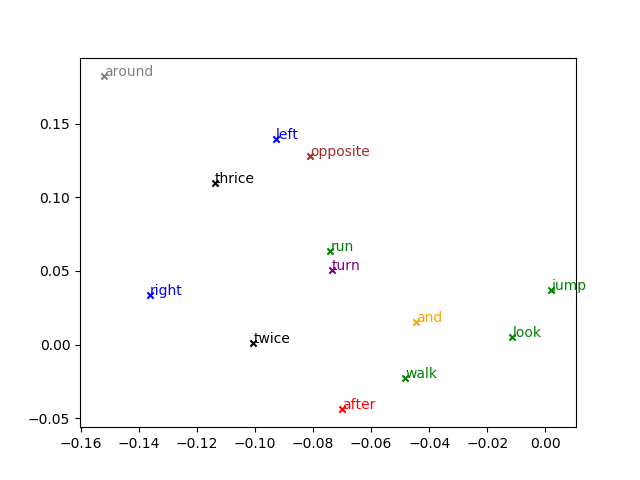 around
0.15
left
opposite
thrice
0.10
run
turn
0.05
right
jump
and
look
twice
0.00
walk
after
−0.05
−0.16 −0.14 −0.12 −0.10 −0.08 −0.06 −0.04 −0.02 0.00